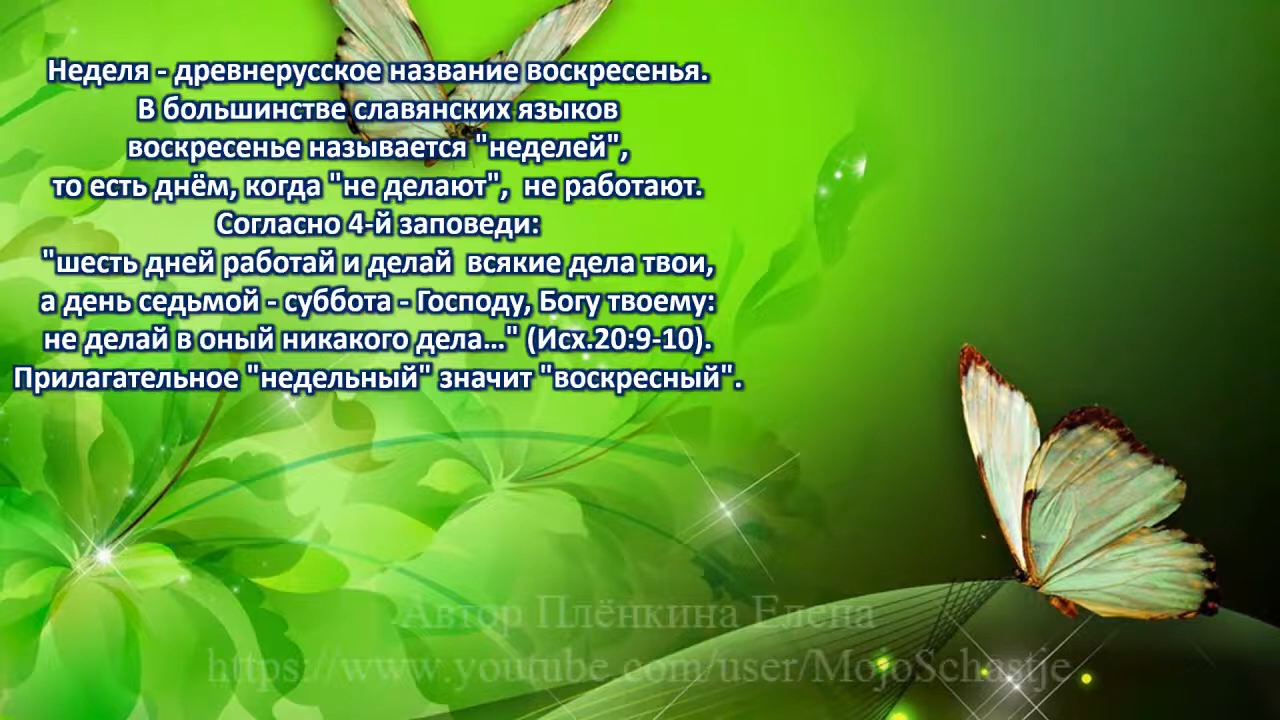 Неделя - древнерусское название воскресенья.
В большинстве славянских языков
воскресенье называется "неделей",
то есть днём, когда "не делают",  не работают.
Согласно 4-й заповеди:
"шесть дней работай и делай  всякие дела твои,
а день седьмой - суббота - Господу, Богу твоему:
не делай в оный никакого дела…" (Исх.20:9-10).
Прилагательное "недельный" значит "воскресный".
Автор Плёнкина Елена
https://www.youtube.com/user/MojoSchastje